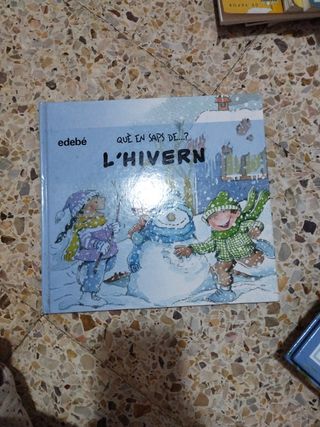 edebé
QUÈ EN SAPS DE...?
L'HIVERN